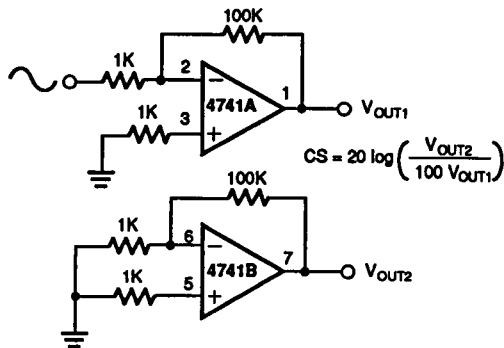 100K
1K
2
−
4741A
1
VOUT1
1K
3
+
CS = 20 log(VOUT2 / 100 VOUT1)
100K
1K
6
−
4741B
7
VOUT2
1K
5
+